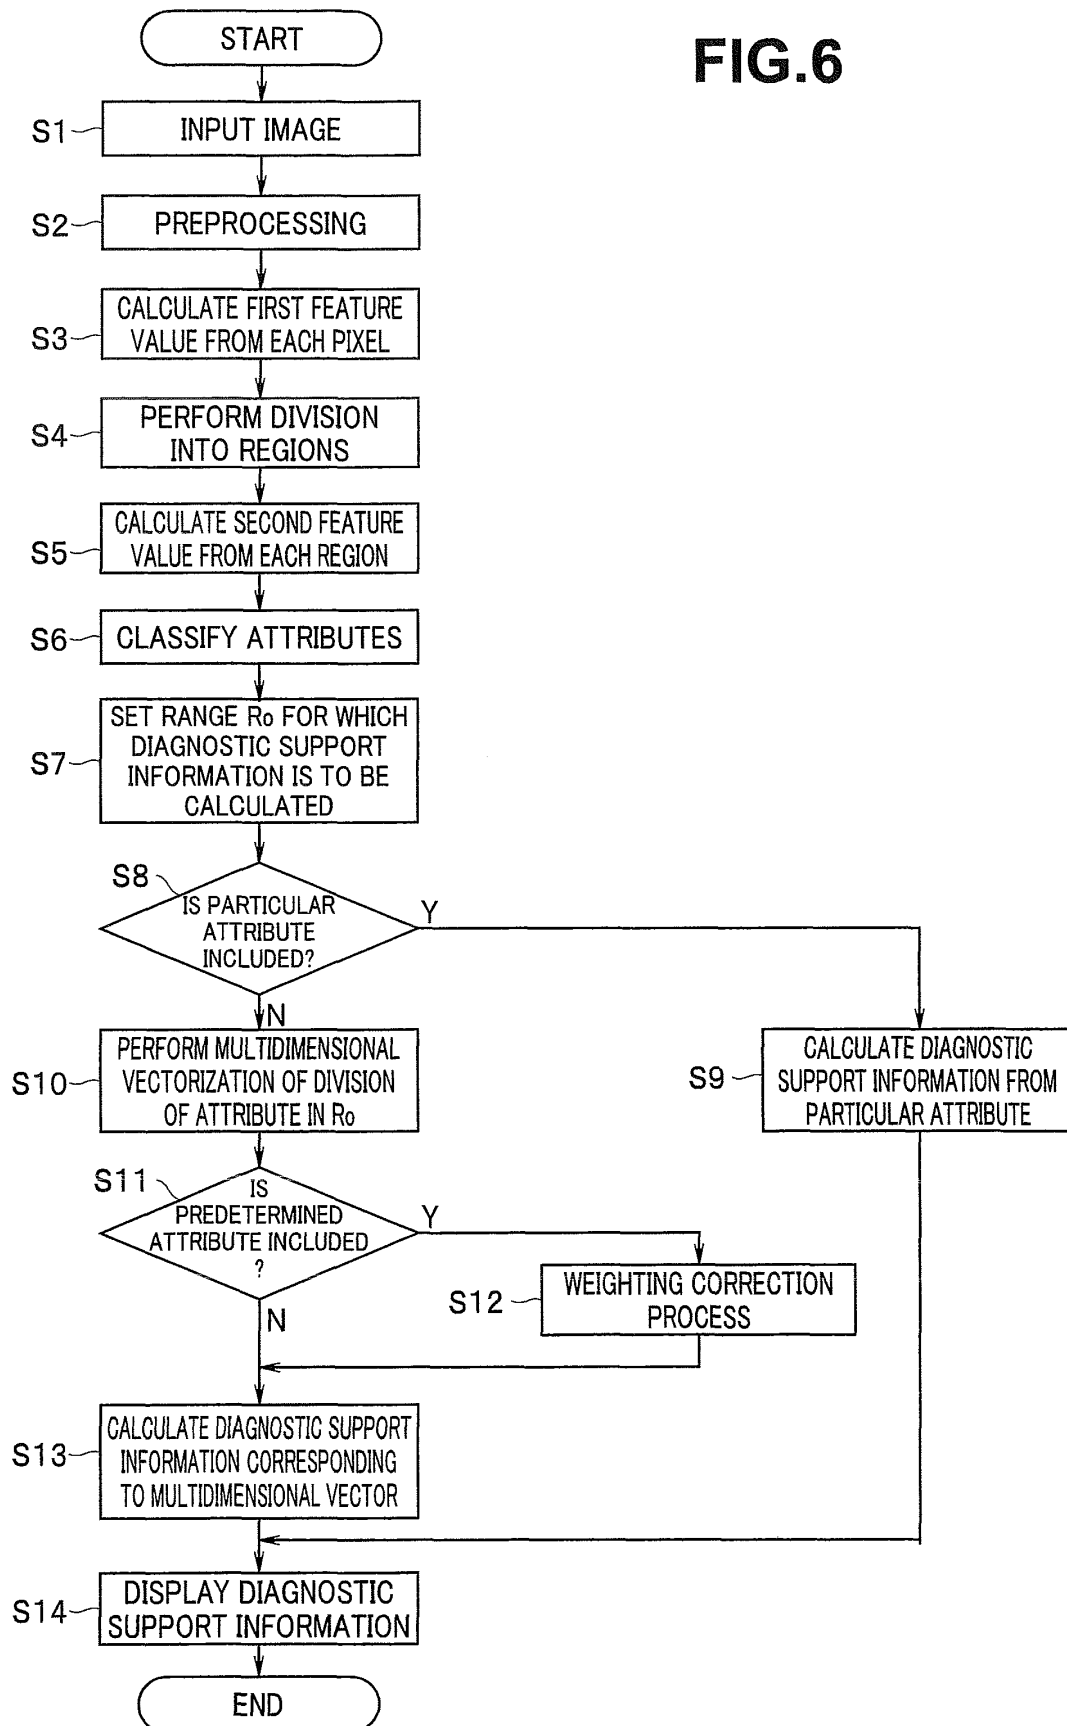 FIG.6
START
S1
INPUT IMAGE
S2
PREPROCESSING
S3
CALCULATE FIRST FEATURE
VALUE FROM EACH PIXEL
S4
PERFORM DIVISION
INTO REGIONS
S5
CALCULATE SECOND FEATURE
VALUE FROM EACH REGION
S6
CLASSIFY ATTRIBUTES
S7
SET RANGE Ro FOR WHICH
DIAGNOSTIC SUPPORT
INFORMATION IS TO BE
CALCULATED
S8
IS PARTICULAR
ATTRIBUTE
INCLUDED?
Y
N
S9
CALCULATE DIAGNOSTIC
SUPPORT INFORMATION FROM
PARTICULAR ATTRIBUTE
S10
PERFORM MULTIDIMENSIONAL
VECTORIZATION OF DIVISION
OF ATTRIBUTE IN Ro
S11
IS
PREDETERMINED
ATTRIBUTE INCLUDED
?
Y
N
S12
WEIGHTING CORRECTION
PROCESS
S13
CALCULATE DIAGNOSTIC SUPPORT
INFORMATION CORRESPONDING
TO MULTIDIMENSIONAL VECTOR
S14
DISPLAY DIAGNOSTIC
SUPPORT INFORMATION
END